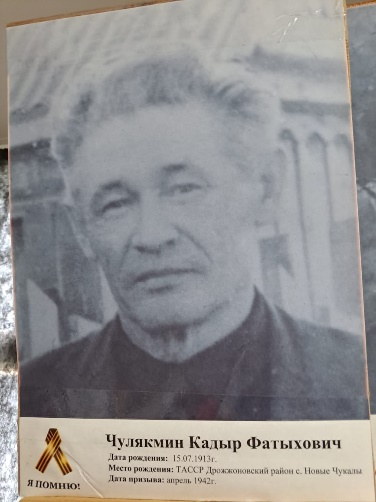 Чулякмин Кадыр Фатыхович
Дата рождения: 15.07.1913г.
Место рождения: ТАССР Дрожжоновский район с. Новые Чукалы
Дата призыва: апрель 1942г.
Я ПОМНЮ!